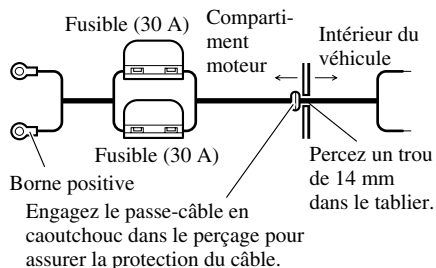 Fusible (30 A)
Comparti-
ment
moteur
Intérieur du
véhicule
Fusible (30 A)
Borne positive
Percez un trou
de 14 mm
dans le tablier.
Engagez le passe-câble en
caoutchouc dans le perçage pour
assurer la protection du câble.